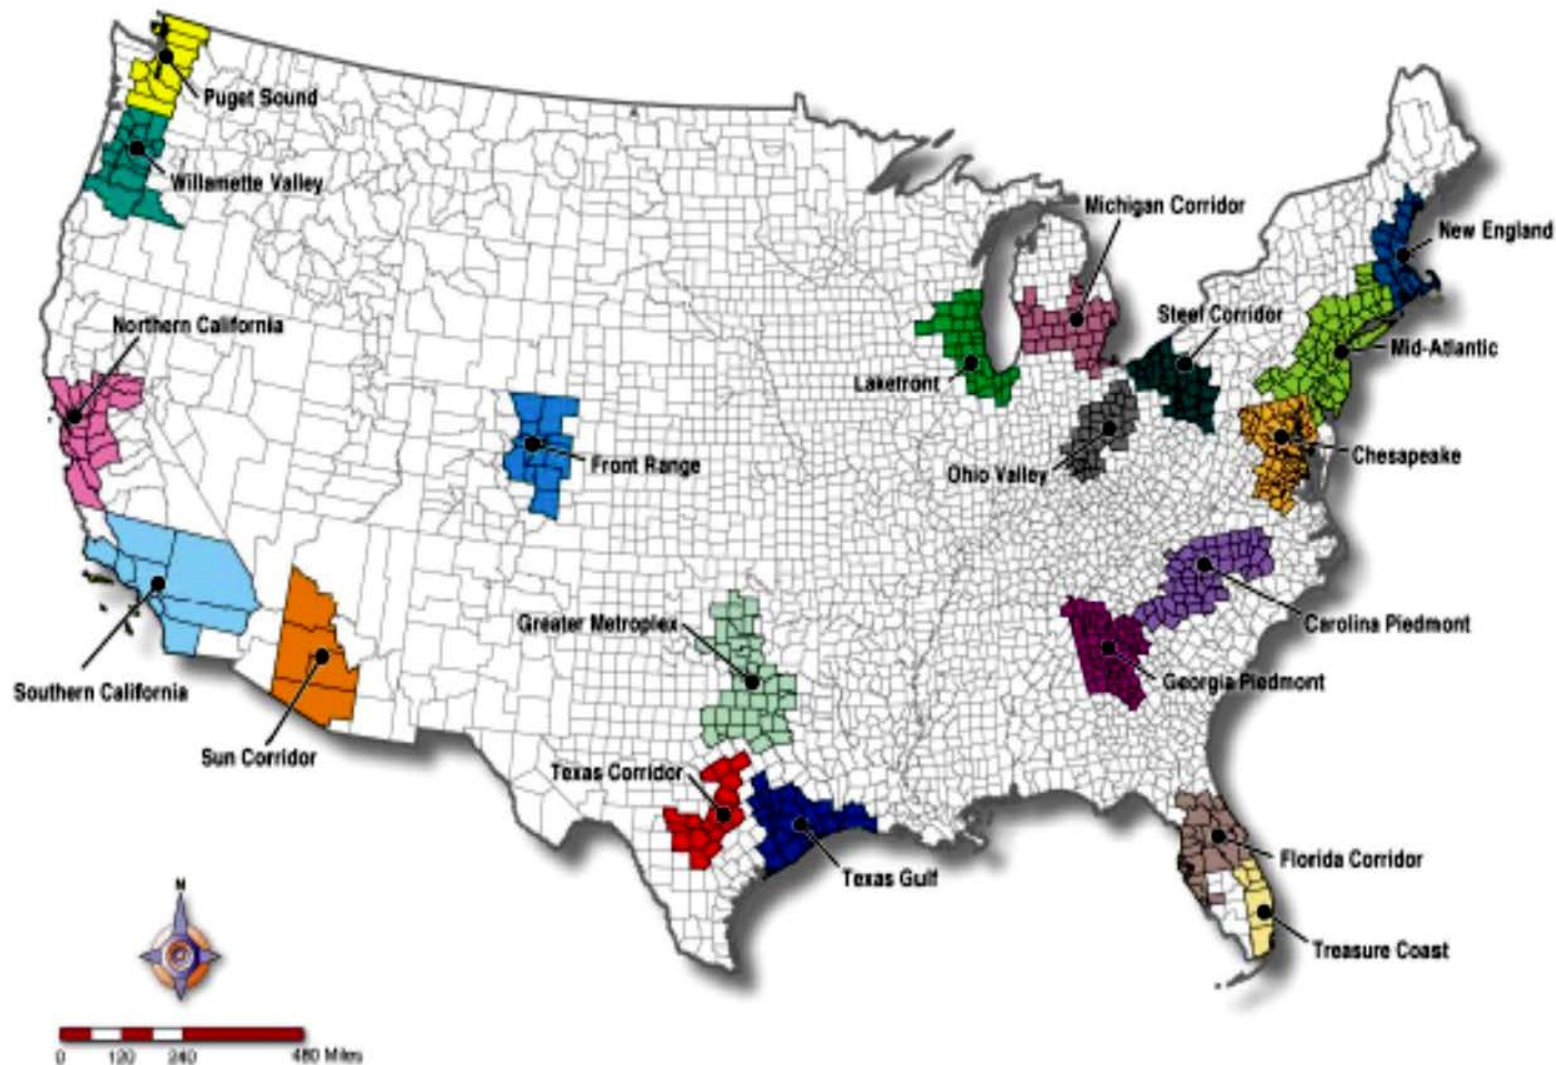 Puget Sound
Willamette Valley
Michigan Corridor
New England
Northern California
Steel Corridor
Mid-Atlantic
Lakefront
Front Range
Ohio Valley
Chesapeake
Greater Metroplex
Carolina Piedmont
Southern California
Georgia Piedmont
Sun Corridor
Texas Corridor
Florida Corridor
Texas Gulf
N
Treasure Coast
0 120 240 480 Miles